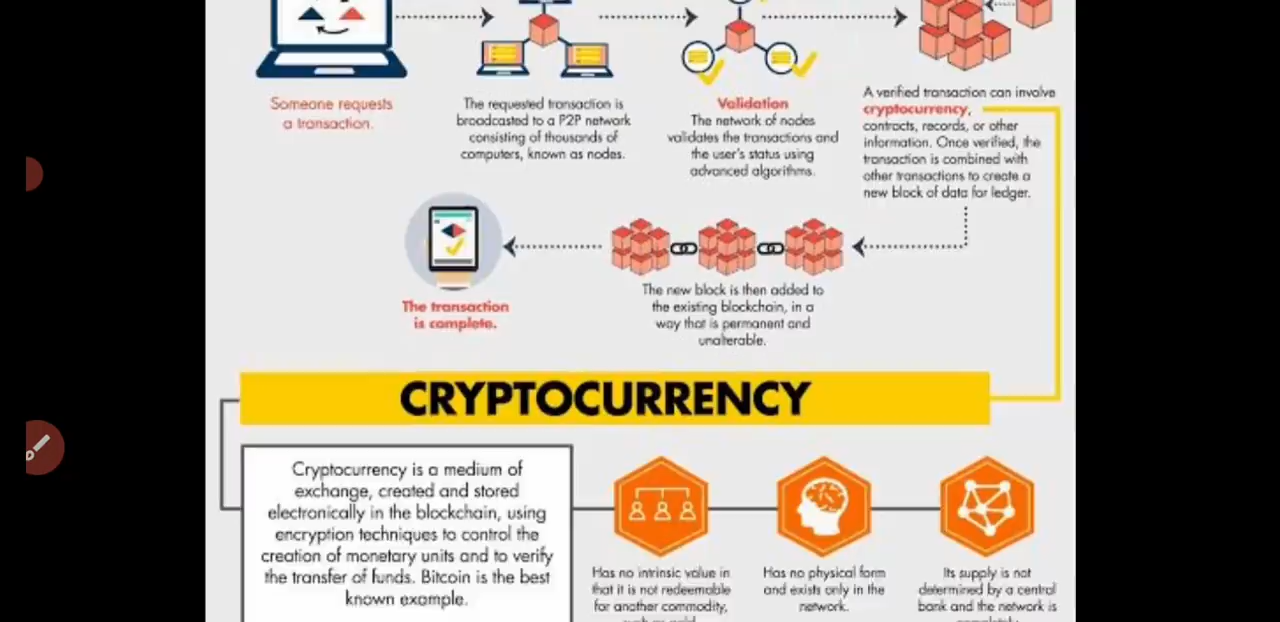 Someone requests
a transaction.
The requested transaction is
broadcasted to a P2P network
consisting of thousands of
computers, known as nodes.
Validation
The network of nodes
validates the transactions and
the user's status using
advanced algorithms.
A verified transaction can involve
cryptocurrency,
contracts, records, or other
information. Once verified, the
transaction is combined with
other transactions to create a
new block of data for ledger.
The transaction
is complete.
The new block is then added to
the existing blockchain, in a
way that is permanent and
unalterable.
CRYPTOCURRENCY
Cryptocurrency is a medium of
exchange, created and stored
electronically in the blockchain, using
encryption techniques to control the
creation of monetary units and to verify
the transfer of funds. Bitcoin is the best
known example.
Has no intrinsic value in
that it is not redeemable
for another commodity,
Has no physical form
and exists only in the
network.
Its supply is not
determined by a central
bank and the network is